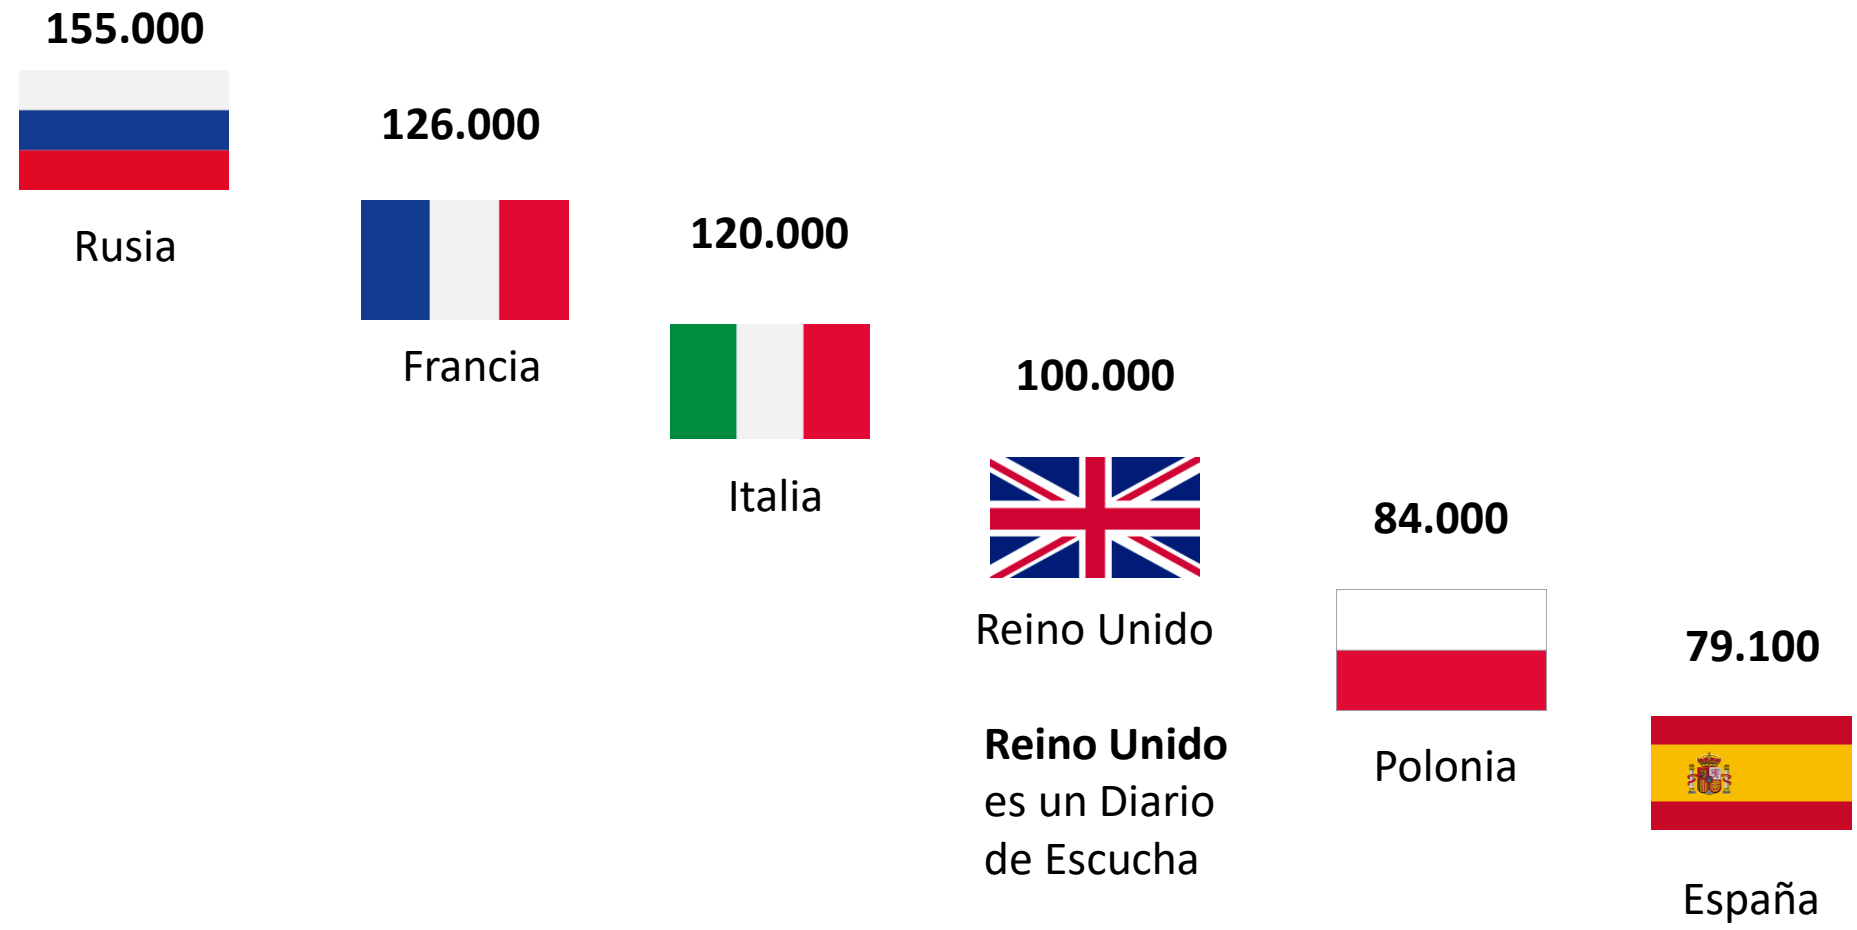 155.000
Rusia
126.000
Francia
120.000
Italia
100.000
Reino Unido
Reino Unido
es un Diario
de Escucha
84.000
Polonia
79.100
España